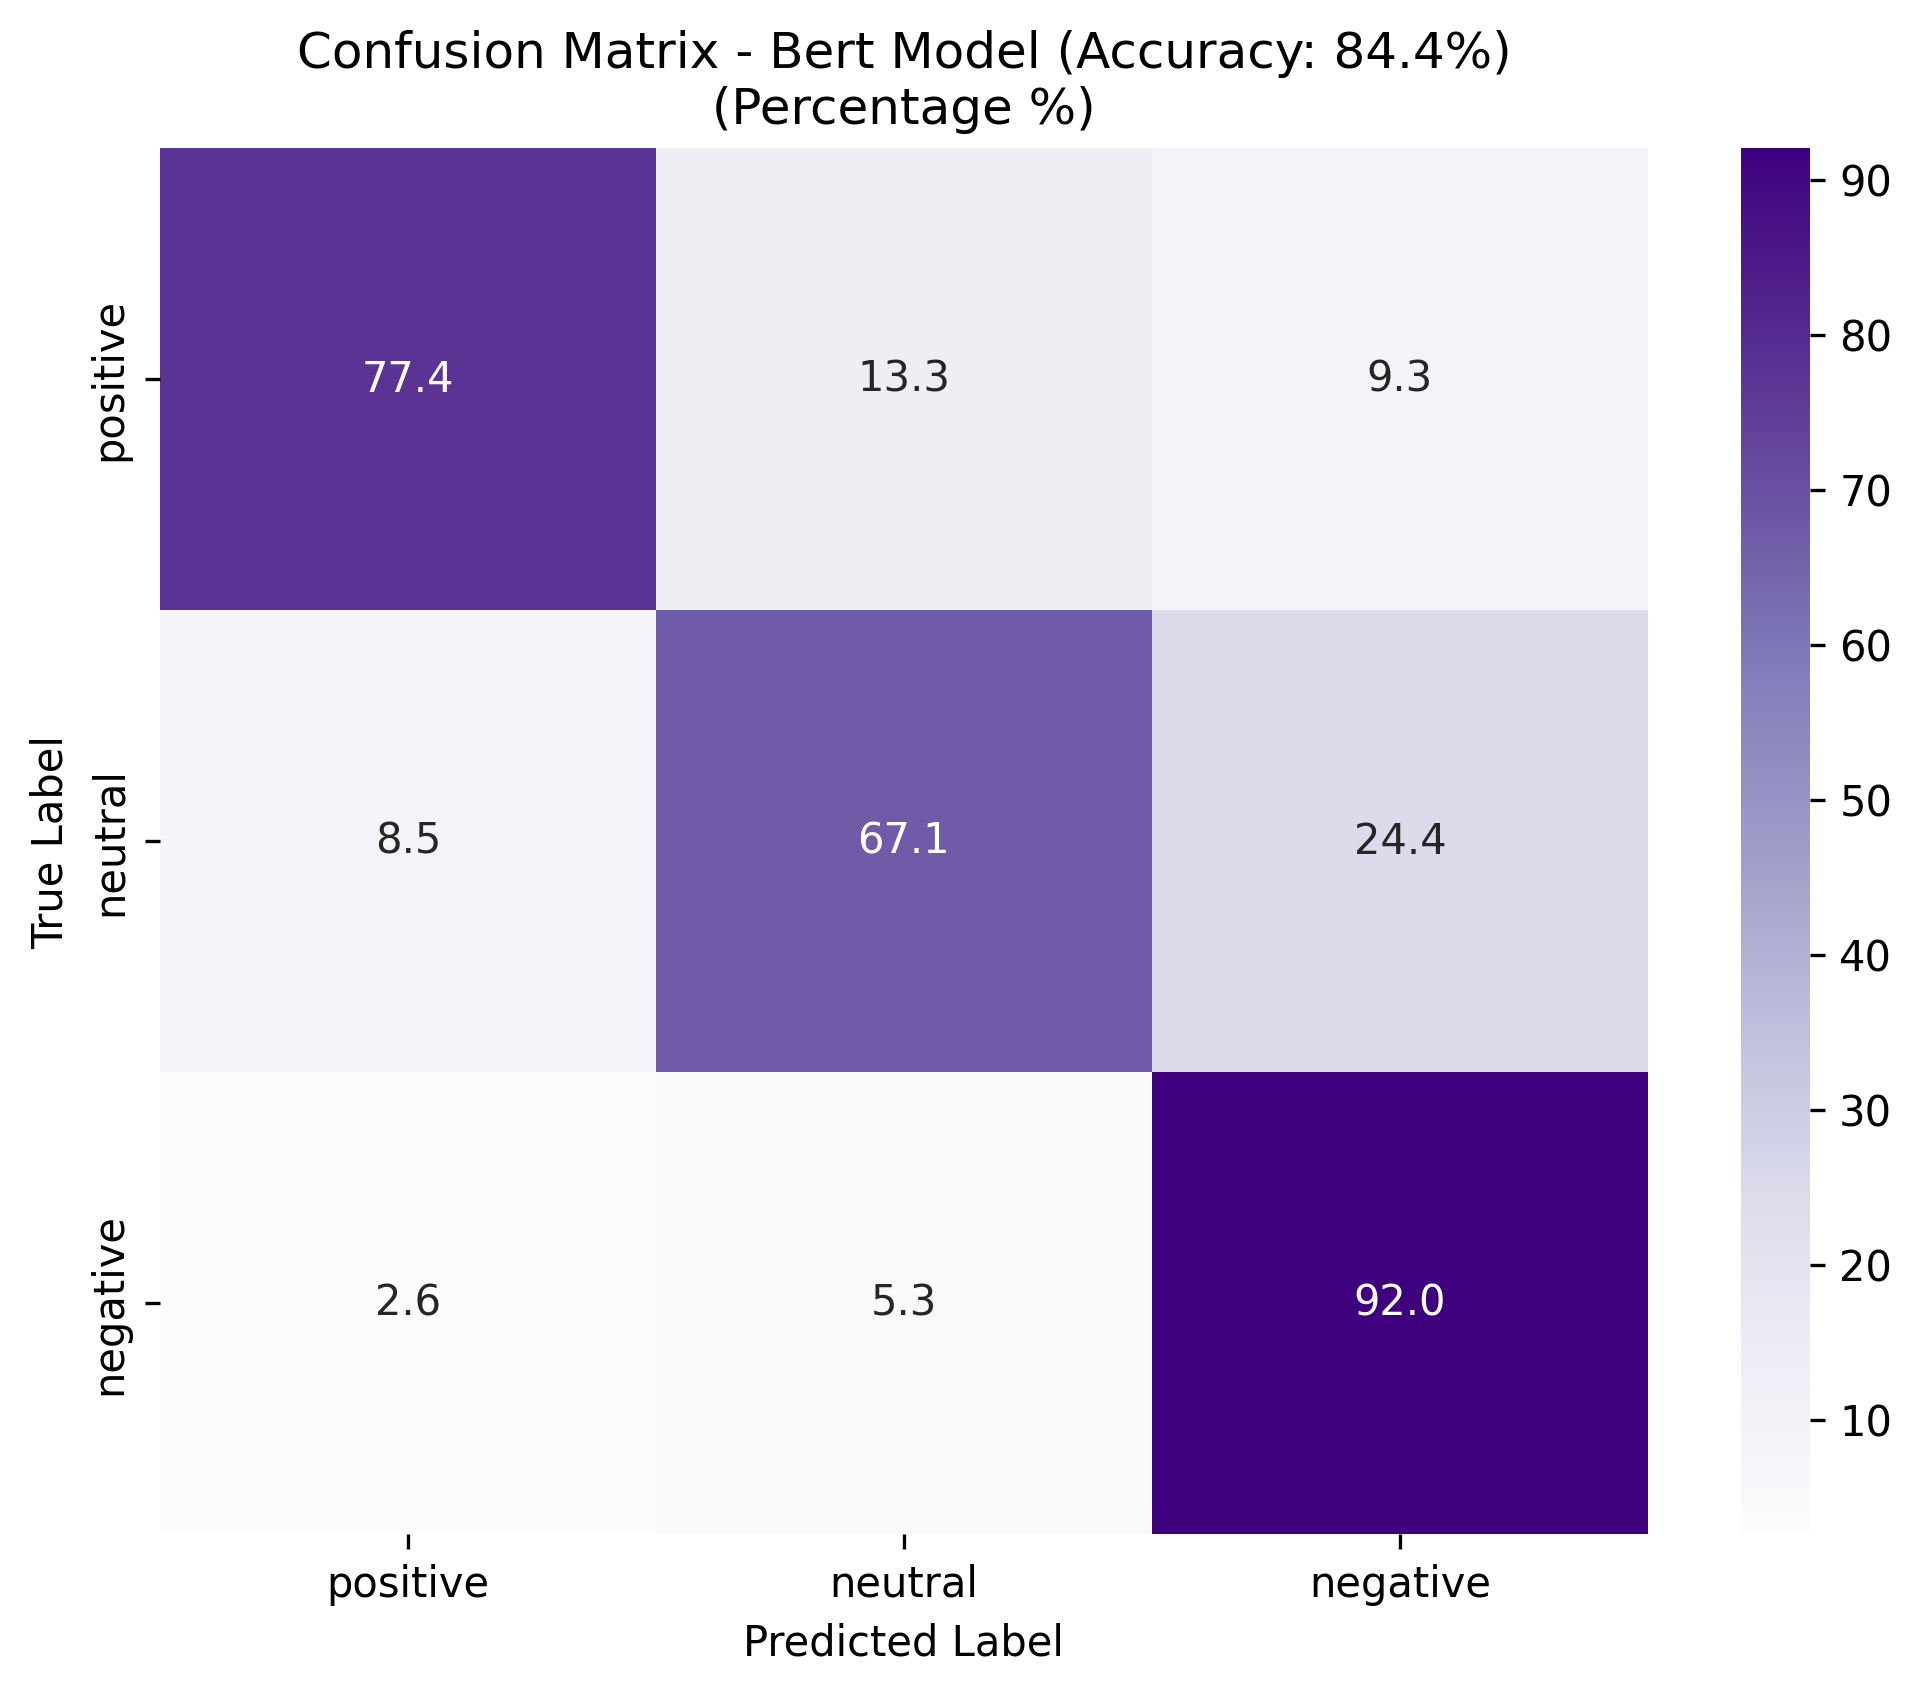 Confusion Matrix - Bert Model (Accuracy: 84.4%)
(Percentage %)
True Label
positive
77.4
13.3
9.3
neutral
8.5
67.1
24.4
negative
2.6
5.3
92.0
positive
neutral
negative
Predicted Label
90
80
70
60
50
40
30
20
10